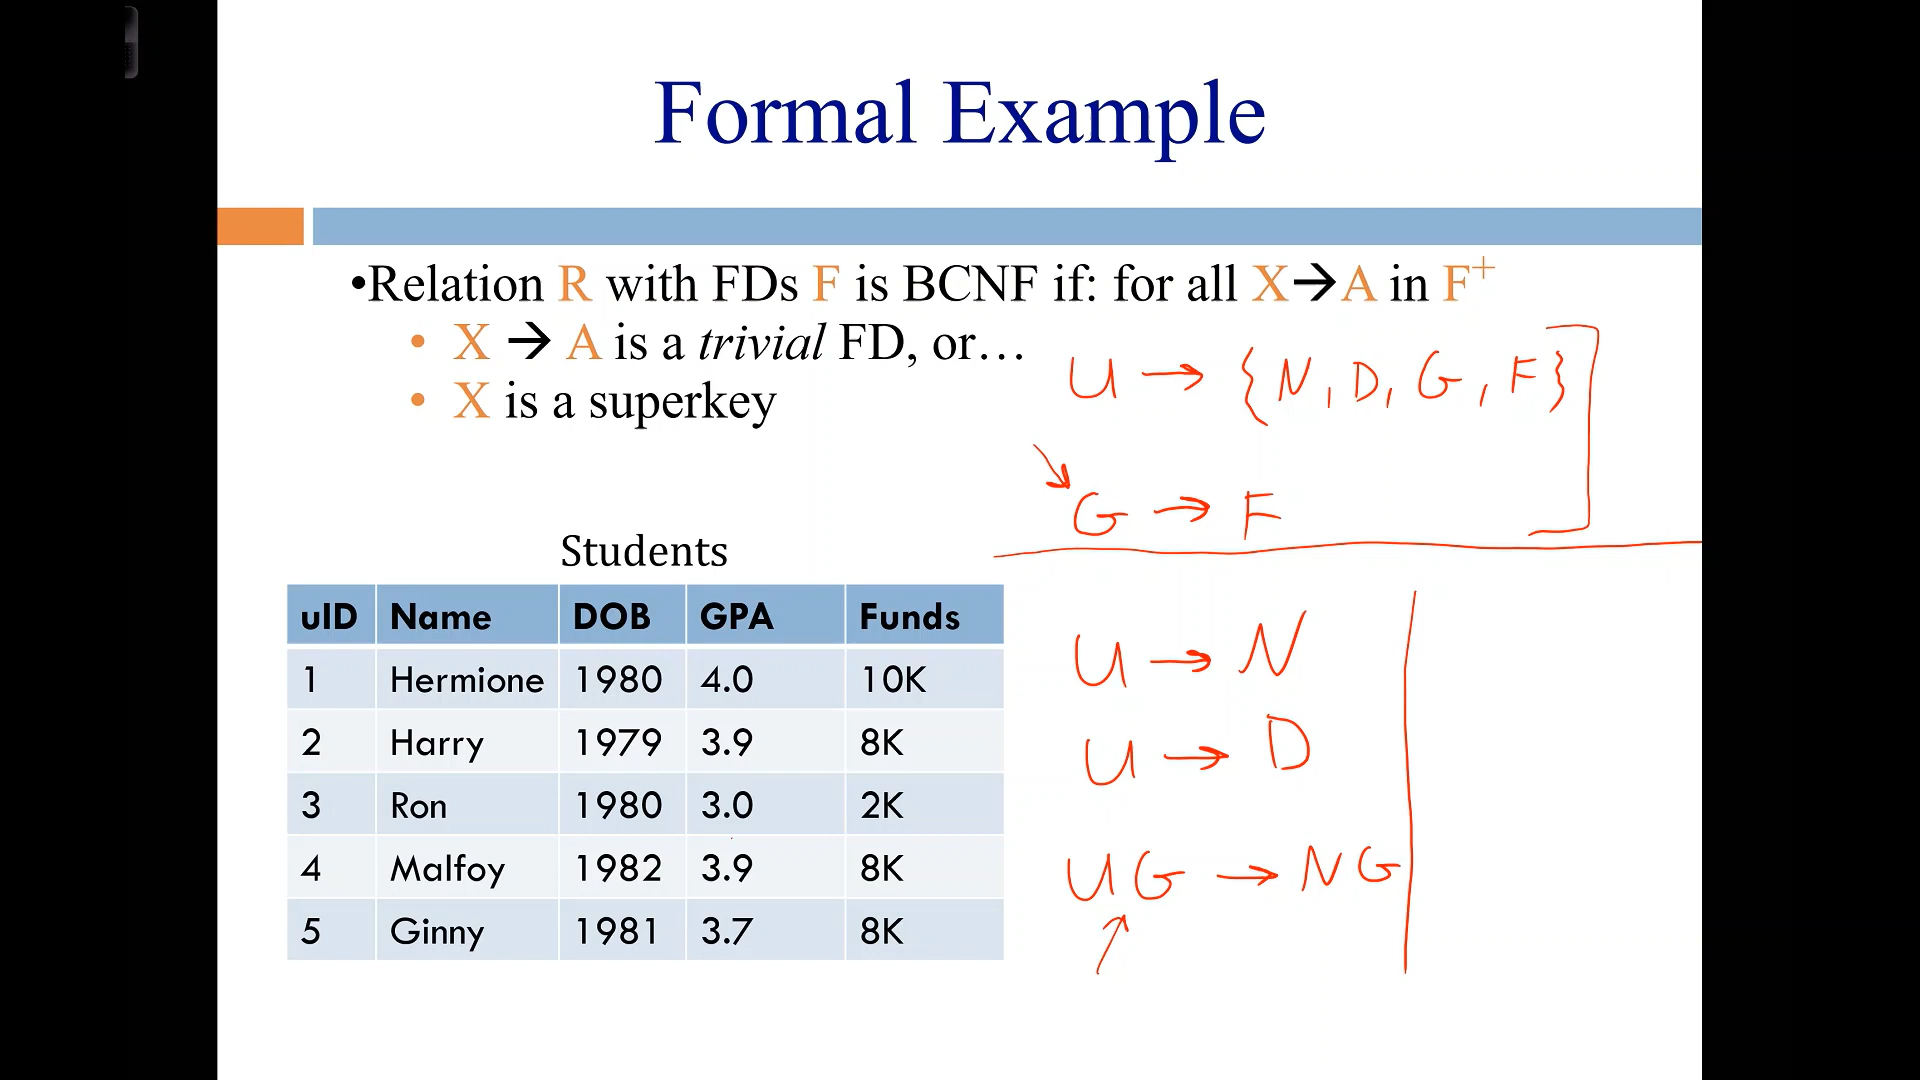 Formal Example
•Relation R with FDs F is BCNF if: for all X→A in F+
• X → A is a trivial FD, or…
• X is a superkey
U → {N, D, G, F}
G → F
Students
uID Name DOB GPA Funds
1 Hermione 1980 4.0 10K
2 Harry 1979 3.9 8K
3 Ron 1980 3.0 2K
4 Malfoy 1982 3.9 8K
5 Ginny 1981 3.7 8K
U → N
U → D
UG → NG